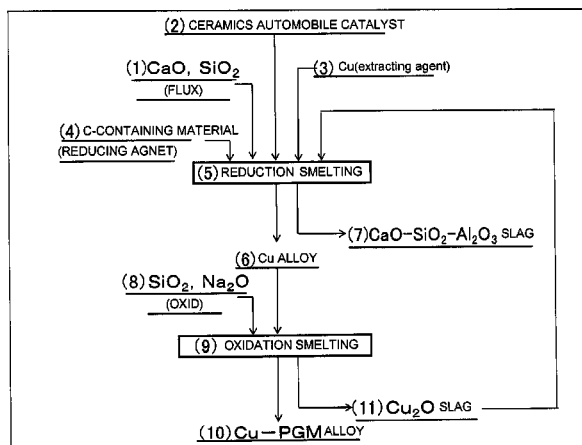 (2) CERAMICS AUTOMOBILE CATALYST
(1)CaO, SiO₂
(FLUX)
(3) Cu(extracting agent)
(4) C-CONTAINING MATERIAL
(REDUCING AGNET)
(5) REDUCTION SMELTING
(7)CaO-SiO₂-Al₂O₃ SLAG
(6) Cu ALLOY
(8)SiO₂, Na₂O
(OXID)
(9) OXIDATION SMELTING
(11)Cu₂O SLAG
(10)Cu-PGM ALLOY